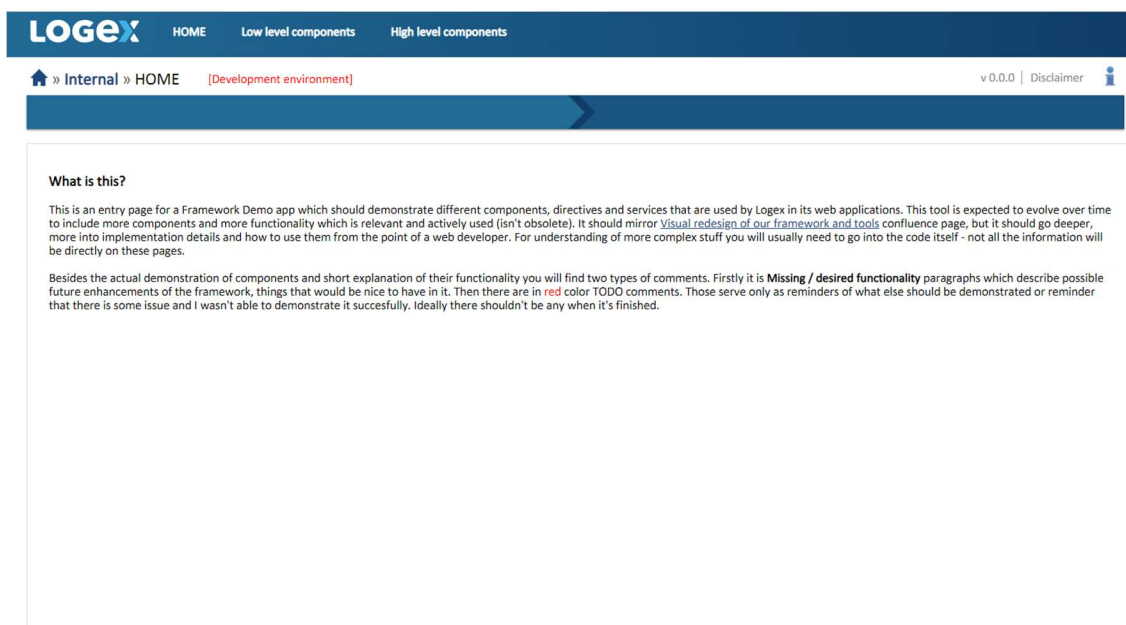 LOGEX HOME Low level components High level components
» Internal » HOME [Development environment] v 0.0.0 | Disclaimer
What is this?
This is an entry page for a Framework Demo app which should demonstrate different components, directives and services that are used by Logex in its web applications. This tool is expected to evolve over time
to include more components and more functionality which is relevant and actively used (isn't obsolete). It should mirror Visual redesign of our framework and tools confluence page, but it should go deeper,
more into implementation details and how to use them from the point of a web developer. For understanding of more complex stuff you will usually need to go into the code itself - not all the information will
be directly on these pages.
Besides the actual demonstration of components and short explanation of their functionality you will find two types of comments. Firstly it is Missing / desired functionality paragraphs which describe possible
future enhancements of the framework, things that would be nice to have in it. Then there are in red color TODO comments. Those serve only as reminders of what else should be demonstrated or reminder
that there is some issue and I wasn't able to demonstrate it succesfully. Ideally there shouldn't be any when it's finished.